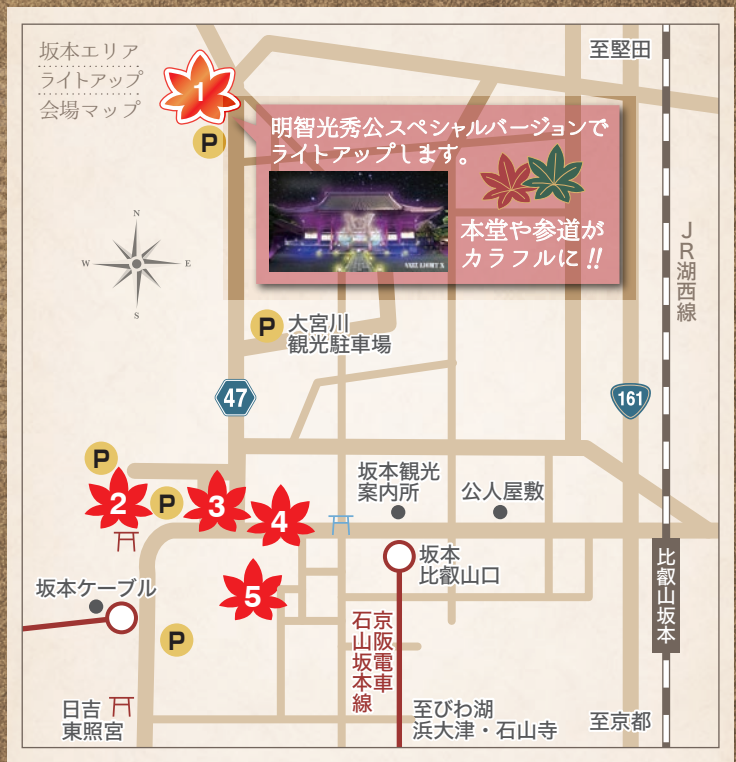 坂本エリア
ライトアップ
会場マップ
1
P
明智光秀公スペシャルバージョンで
ライトアップします。
本堂や参道が
カラフルに!!
至堅田
JR湖西線
N
W
E
S
P
大宮川
観光駐車場
47
161
P
2
P
3
4
坂本観光
案内所
公人屋敷
5
坂本
比叡山口
比叡山坂本
坂本ケーブル
P
京阪電車
石山坂本線
日吉
東照宮
至びわ湖
浜大津・石山寺
至京都